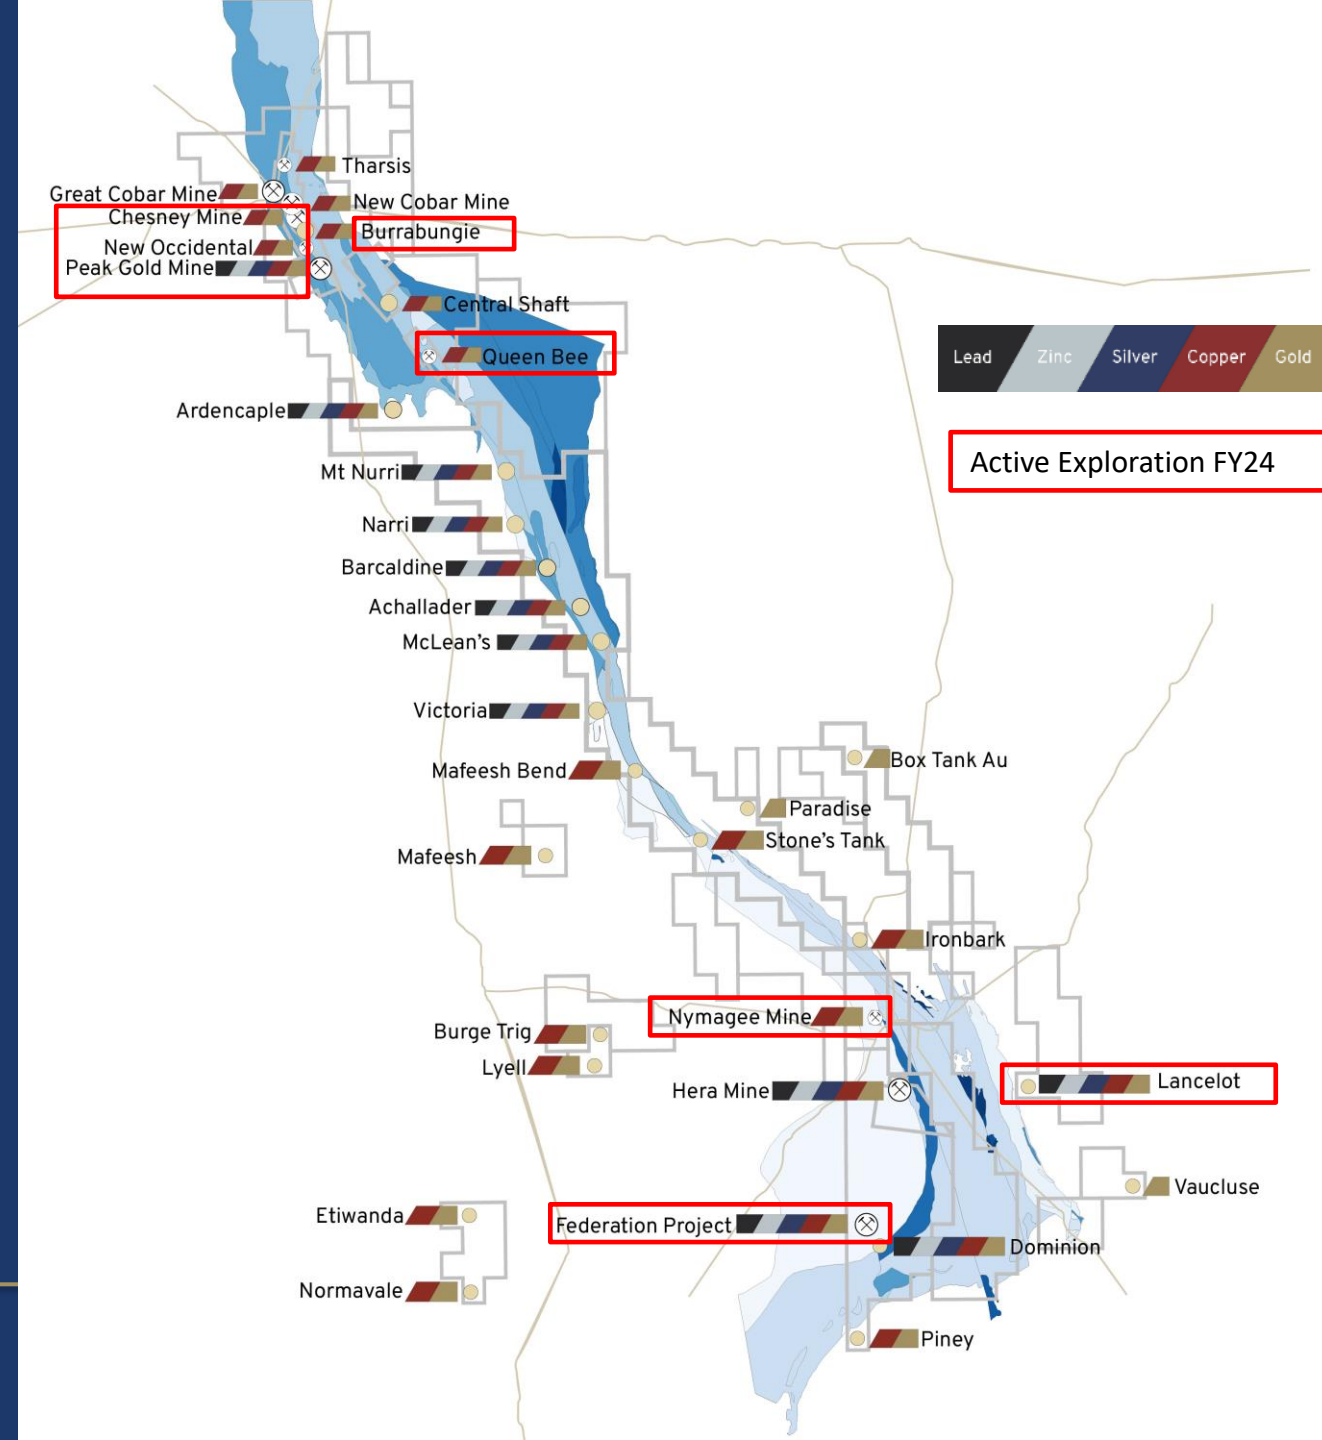 Tharsis
Great Cobar Mine
New Cobar Mine
Chesney Mine
Burrabungie
New Occidental
Peak Gold Mine
Central Shaft
Queen Bee
Lead Zinc Silver Copper Gold
Ardencaple
Active Exploration FY24
Mt Nurri
Narri
Barcaldine
Achallader
McLean's
Victoria
Box Tank Au
Mafeesh Bend
Paradise
Stone's Tank
Mafeesh
Ironbark
Nymagee Mine
Burge Trig
Lyell
Lancelot
Hera Mine
Vaucluse
Etiwanda
Federation Project
Dominion
Normavale
Piney